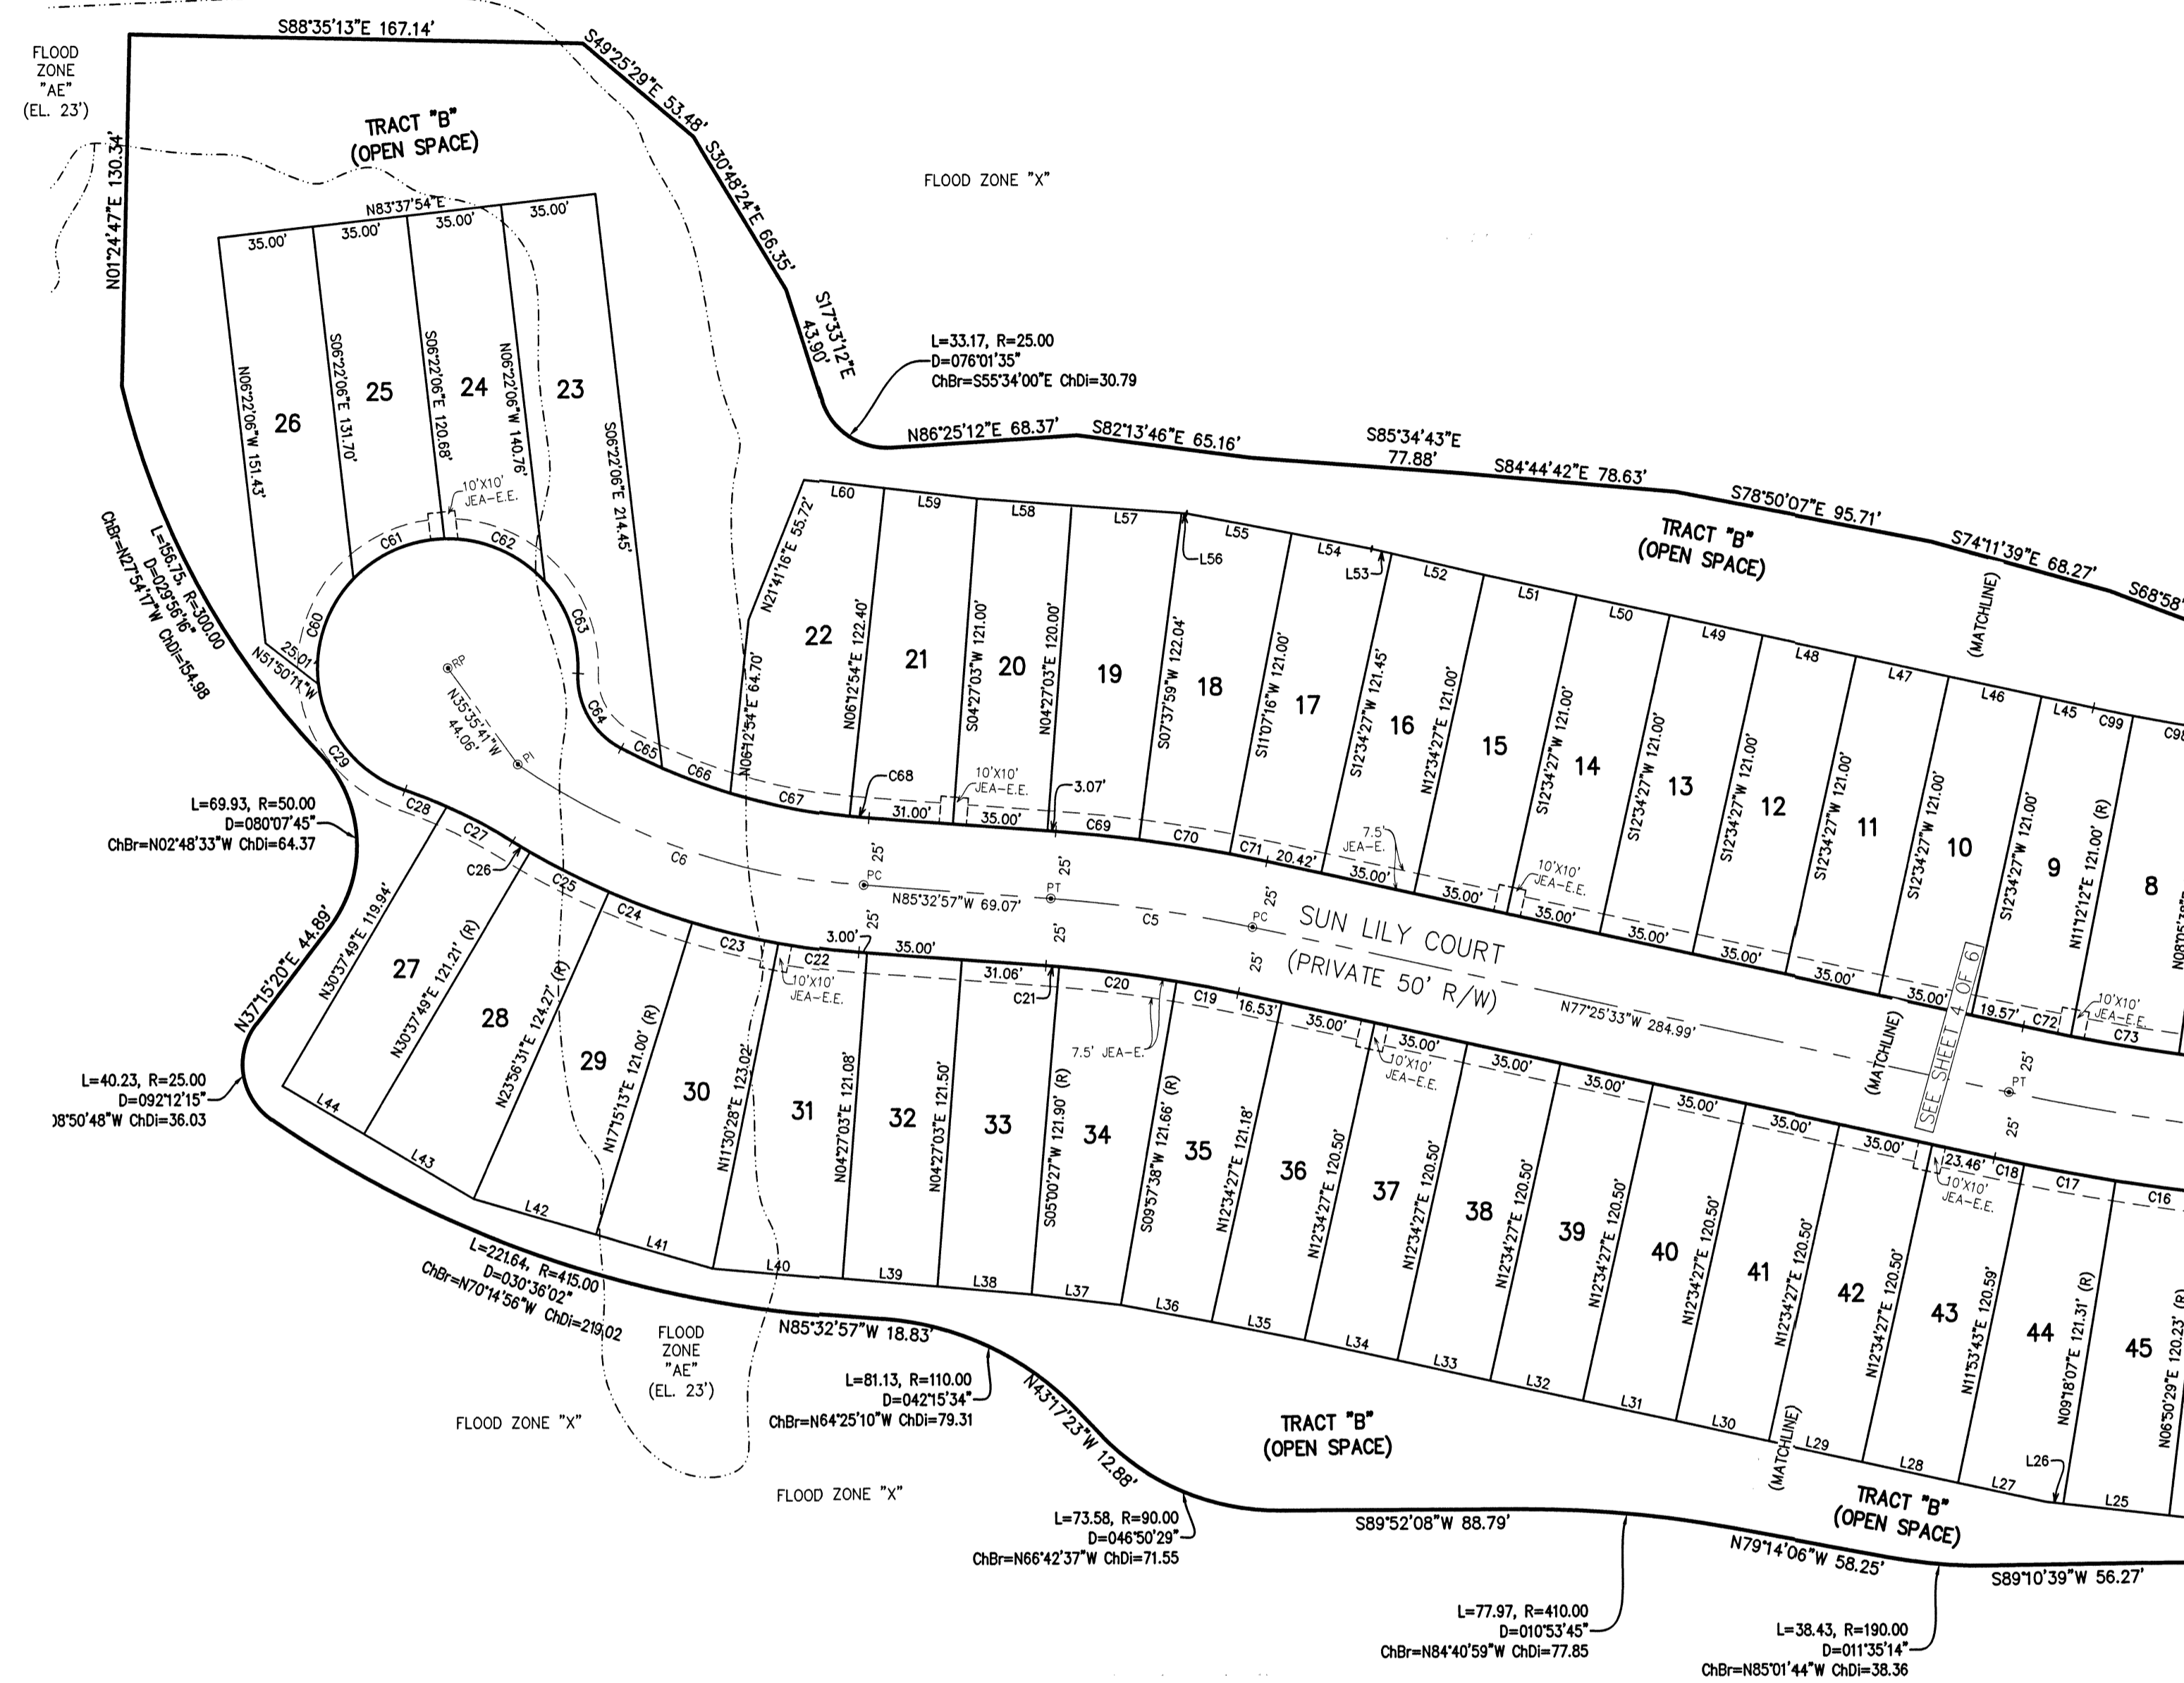 S88°35'13"E 167.14'
FLOOD
ZONE
"AE"
(EL. 23')
S49°25'29"E 53.48'
TRACT "B"
(OPEN SPACE)
N01°24'47"E 130.34'
S30°48'24"E 66.35'
FLOOD ZONE "X"
N83°37'54"E
35.00'
35.00'
35.00'
35.00'
S17°33'12"E
43.90'
L=33.17, R=25.00
D=076°01'35"
ChBr=S55°34'00"E ChDi=30.79
N86°25'12"E 68.37'
S82°13'46"E 65.16'
S85°34'43"E
77.88'
S84°44'42"E 78.63'
S78°50'07"E 95.71'
S74°11'39"E 68.27'
S68°58'
TRACT "B"
(OPEN SPACE)
(MATCHLINE)
N06°22'06"W 151.43'
26
S06°22'06"E 131.70'
25
S06°22'06"E 120.68'
24
N06°22'06"W 140.76'
23
S06°22'06"E 214.45'
10'X10'
JEA-E.E.
C61
C62
C60
C63
C64
C65
C66
C67
C68
25.01'
N51°50'11"W
RP
N35°35'41"W
44.06'
PI
L=156.75, R=300.00
D=029°56'16"
ChBr=N27°54'17"W ChDi=154.98
N21°41'16"E 55.72'
N06°12'54"E 64.70'
L60
L59
L58
L57
L56
L55
L54
L53
L52
L51
L50
L49
L48
L47
L46
L45
C99
C98
22
N06°12'54"E 122.40'
21
S04°27'03"W 121.00'
20
N04°27'03"E 120.00'
19
S07°37'59"W 122.04'
18
S11°07'16"W 121.00'
17
S12°34'27"W 121.45'
16
N12°34'27"E 121.00'
15
S12°34'27"W 121.00'
14
S12°34'27"W 121.00'
13
S12°34'27"W 121.00'
12
S12°34'27"W 121.00'
11
S12°34'27"W 121.00'
10
S12°34'27"W 121.00'
9
N11°12'12"E 121.00' (R)
8
31.00'
10'X10'
JEA-E.E.
35.00'
3.07'
C69
C70
C71
20.42'
7.5'
JEA-E.
35.00'
35.00'
10'X10'
JEA-E.E.
35.00'
35.00'
35.00'
35.00'
35.00'
19.57'
C72
10'X10'
JEA-E.E.
C73
C29
C28
C27
C26
C25
C24
C23
C22
C6
25'
PC
N85°32'57"W 69.07'
25'
PT
C5
25'
PC
SUN LILY COURT
(PRIVATE 50' R/W)
N77°25'33"W 284.99'
(MATCHLINE)
SEE SHEET 4 OF 6
25'
PT
25'
25'
25'
25'
L=69.93, R=50.00
D=080°07'45"
ChBr=N02°48'33"W ChDi=64.37
3.00'
35.00'
31.06'
C21
C20
C19
16.53'
7.5' JEA-E.
10'X10'
JEA-E.E.
35.00'
10'X10'
JEA-E.E.
35.00'
35.00'
35.00'
35.00'
35.00'
35.00'
23.46'
10'X10'
JEA-E.E.
C18
C17
C16
N37°15'20"E 44.89'
N30°37'49"E 119.94'
27
N30°37'49"E 121.21' (R)
28
N23°56'31"E 124.27' (R)
29
N17°15'13"E 121.00' (R)
30
N11°30'28"E 123.02'
31
N04°27'03"E 121.08'
32
N04°27'03"E 121.50'
33
S05°00'27"W 121.90' (R)
34
S09°57'38"W 121.66' (R)
35
N12°34'27"E 121.18'
36
N12°34'27"E 120.50'
37
N12°34'27"E 120.50'
38
N12°34'27"E 120.50'
39
N12°34'27"E 120.50'
40
N12°34'27"E 120.50'
41
N12°34'27"E 120.50'
42
N12°34'27"E 120.50'
43
N11°53'43"E 120.59'
44
N09°18'07"E 121.31' (R)
45
N06°50'29"E 120.23' (R)
L=40.23, R=25.00
D=092°12'15"
08°50'48"W ChDi=36.03
L44
L43
L42
L41
L40
L39
L38
L37
L36
L35
L34
L33
L32
L31
L30
L29
L28
L27
L26
L25
L=221.64, R=415.00
D=030°36'02"
ChBr=N70°14'56"W ChDi=219.02
FLOOD
ZONE
"AE"
(EL. 23')
N85°32'57"W 18.83'
L=81.13, R=110.00
D=042°15'34"
ChBr=N64°25'10"W ChDi=79.31
N43°17'23"W 12.88'
FLOOD ZONE "X"
FLOOD ZONE "X"
TRACT "B"
(OPEN SPACE)
(MATCHLINE)
TRACT "B"
(OPEN SPACE)
L=73.58, R=90.00
D=046°50'29"
ChBr=N66°42'37"W ChDi=71.55
S89°52'08"W 88.79'
N79°14'06"W 58.25'
S89°10'39"W 56.27'
L=77.97, R=410.00
D=010°53'45"
ChBr=N84°40'59"W ChDi=77.85
L=38.43, R=190.00
D=011°35'14"
ChBr=N85°01'44"W ChDi=38.36